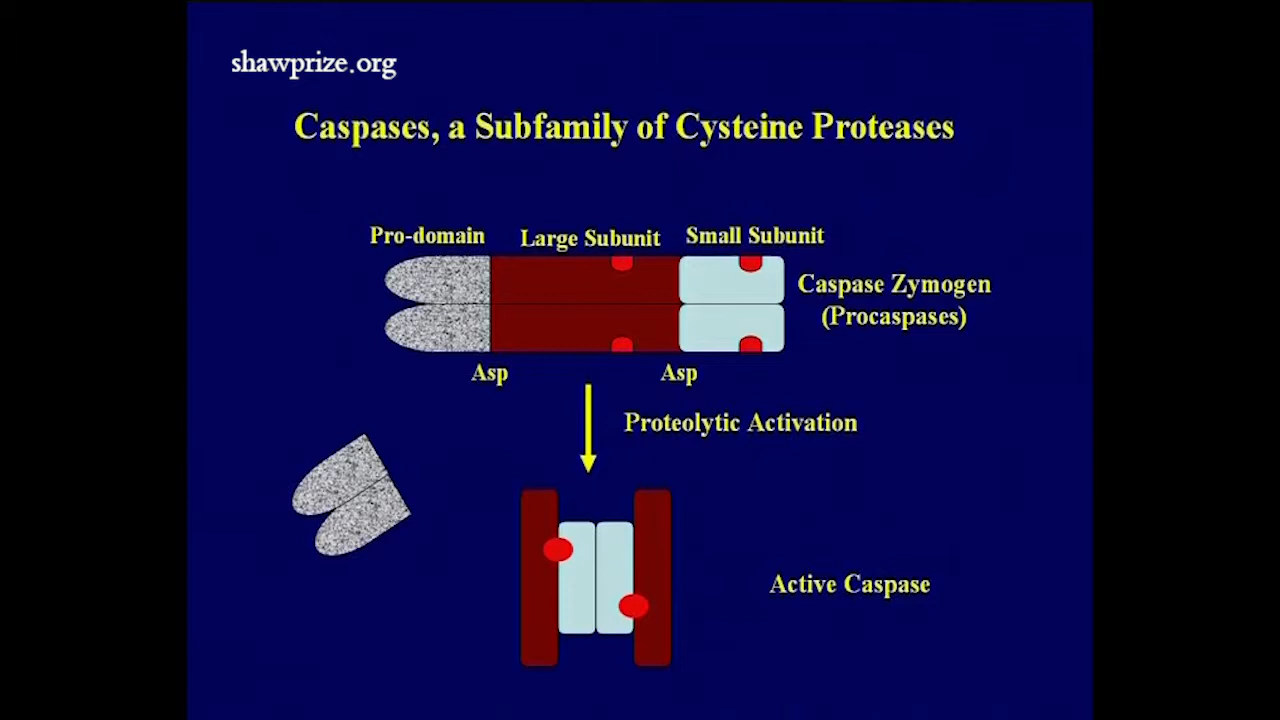 shawprize.org
Caspases, a Subfamily of Cysteine Proteases
Pro-domain
Large Subunit
Small Subunit
Caspase Zymogen
(Procaspases)
Asp
Asp
Proteolytic Activation
Active Caspase